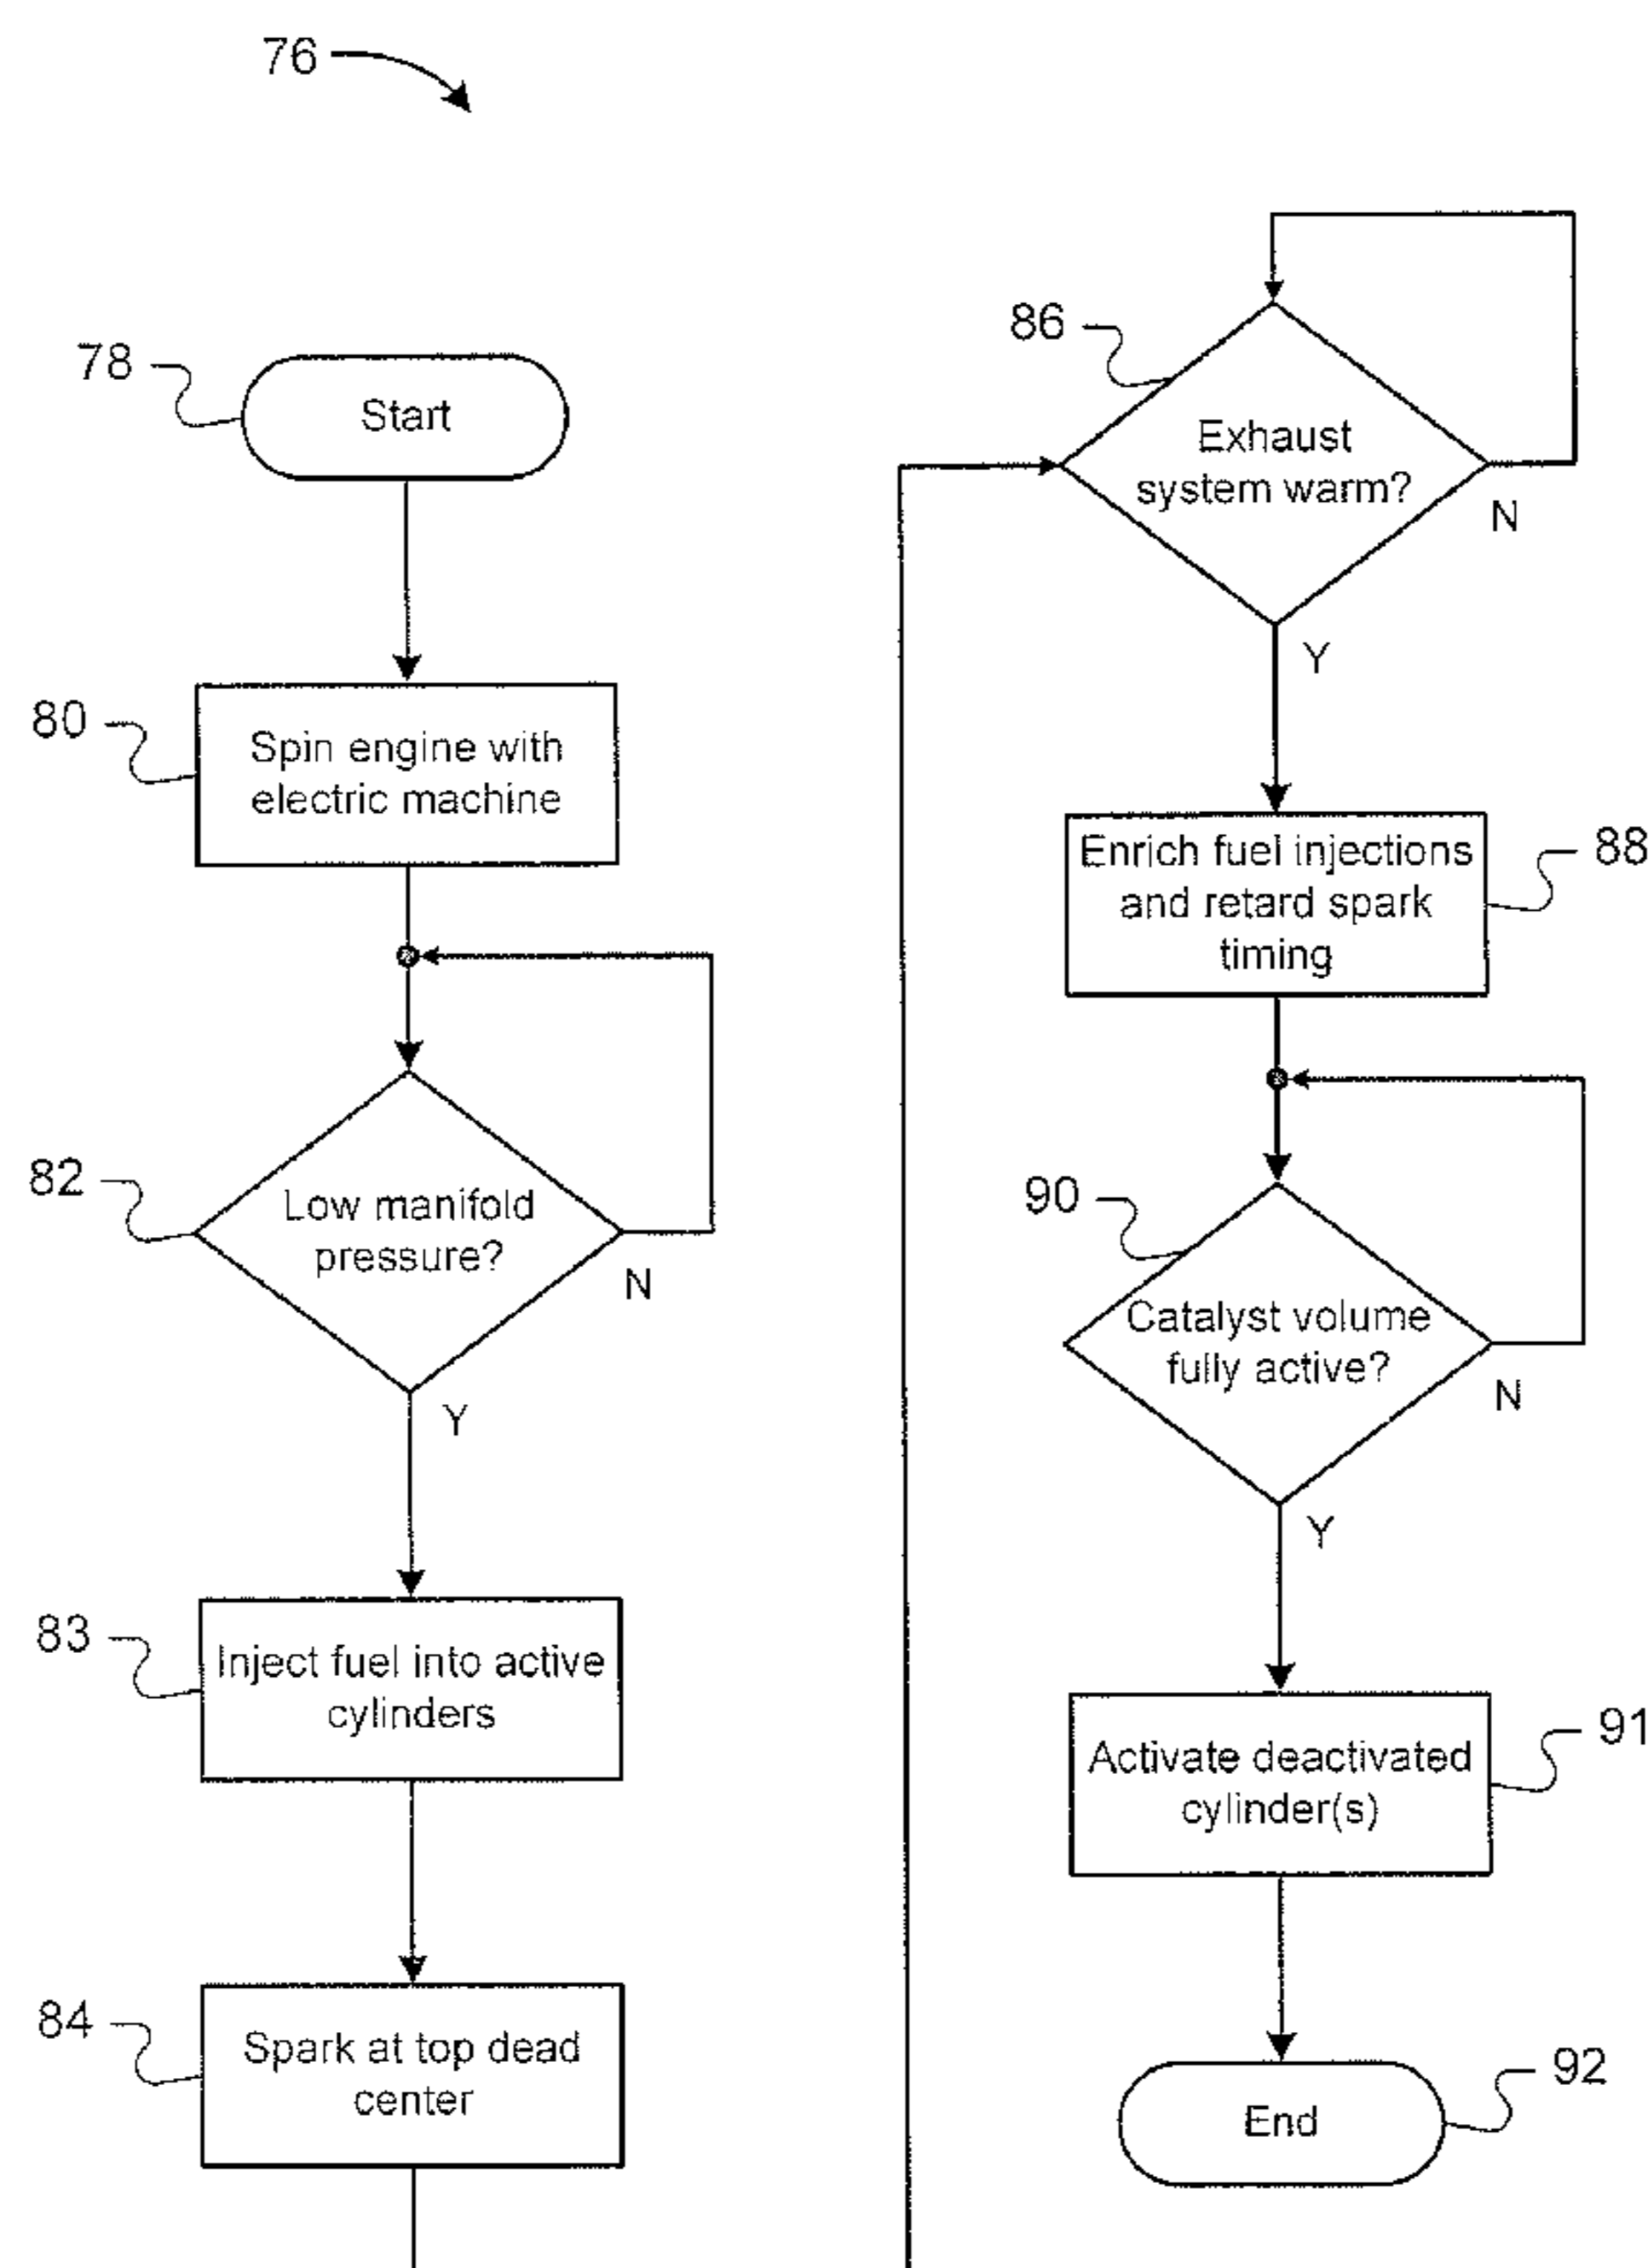 76
78
Start
80
Spin engine with
electric machine
82
Low manifold
pressure?
N
Y
83
Inject fuel into active
cylinders
84
Spark at top dead
center
86
Exhaust
system warm?
N
Y
88
Enrich fuel injections
and retard spark
timing
90
Catalyst volume
fully active?
N
Y
91
Activate deactivated
cylinder(s)
92
End